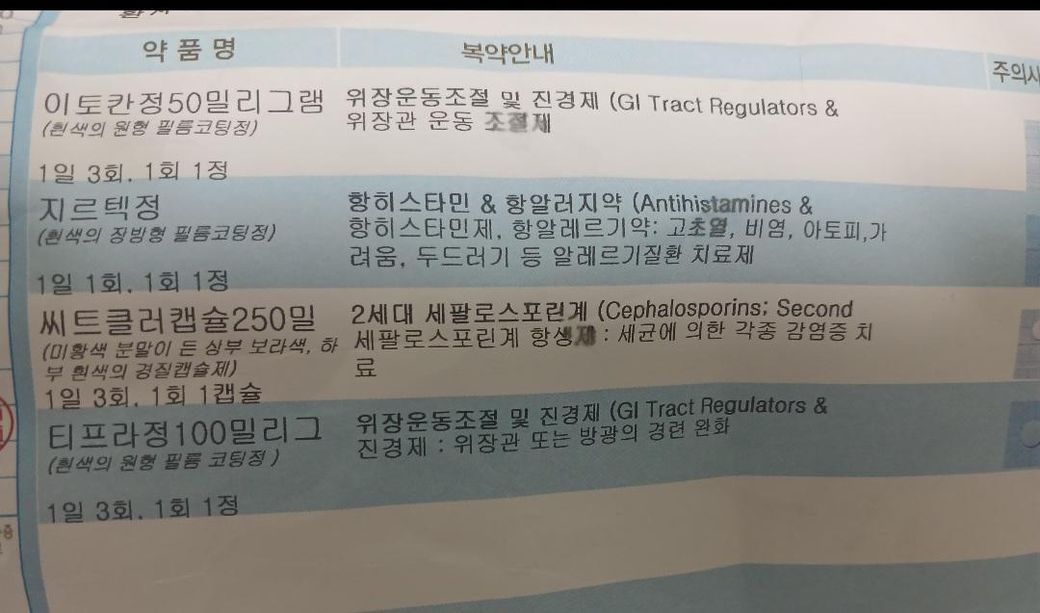 약 품 명 복약안내
주의사
이토칸정50밀리그램 위장운동조절 및 진경제 (GI Tract Regulators &
(흰색의 원형 필름코팅정) 위장관 운동 조절제
1일 3회, 1회 1정
지르텍정 항히스타민 & 항알러지약 (Antihistamines &
(흰색의 장방형 필름코팅정) 항히스타민제, 항알레르기약: 고초열, 비염, 아토피,가
려움, 두드러기 등 알레르기질환 치료제
1일 1회, 1회 1정
씨트클러캡슐250밀 2세대 세팔로스포린계 (Cephalosporins; Second
(미황색 분말이 든 상부 보라색, 하 세팔로스포린계 항생제 : 세균에 의한 각종 감염증 치
부 흰색의 경질캡슐제) 료
1일 3회, 1회 1캡슐
티프라정100밀리그 위장운동조절 및 진경제 (GI Tract Regulators &
(흰색의 원형 필름 코팅정 ) 진경제 : 위장관 또는 방광의 경련 완화
1일 3회, 1회 1정